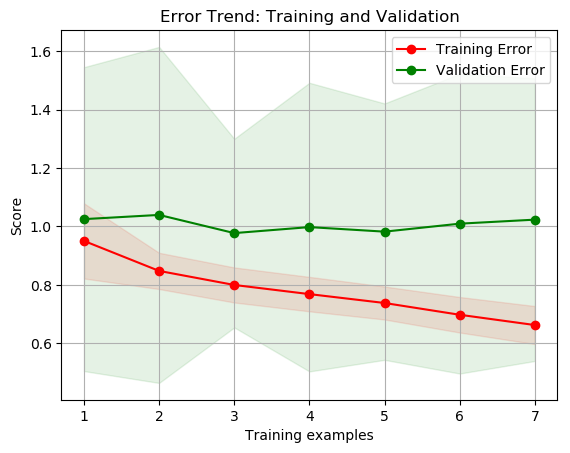 Error Trend: Training and Validation
Training Error
Validation Error
Score
1.6
1.4
1.2
1.0
0.8
0.6
1 2 3 4 5 6 7
Training examples